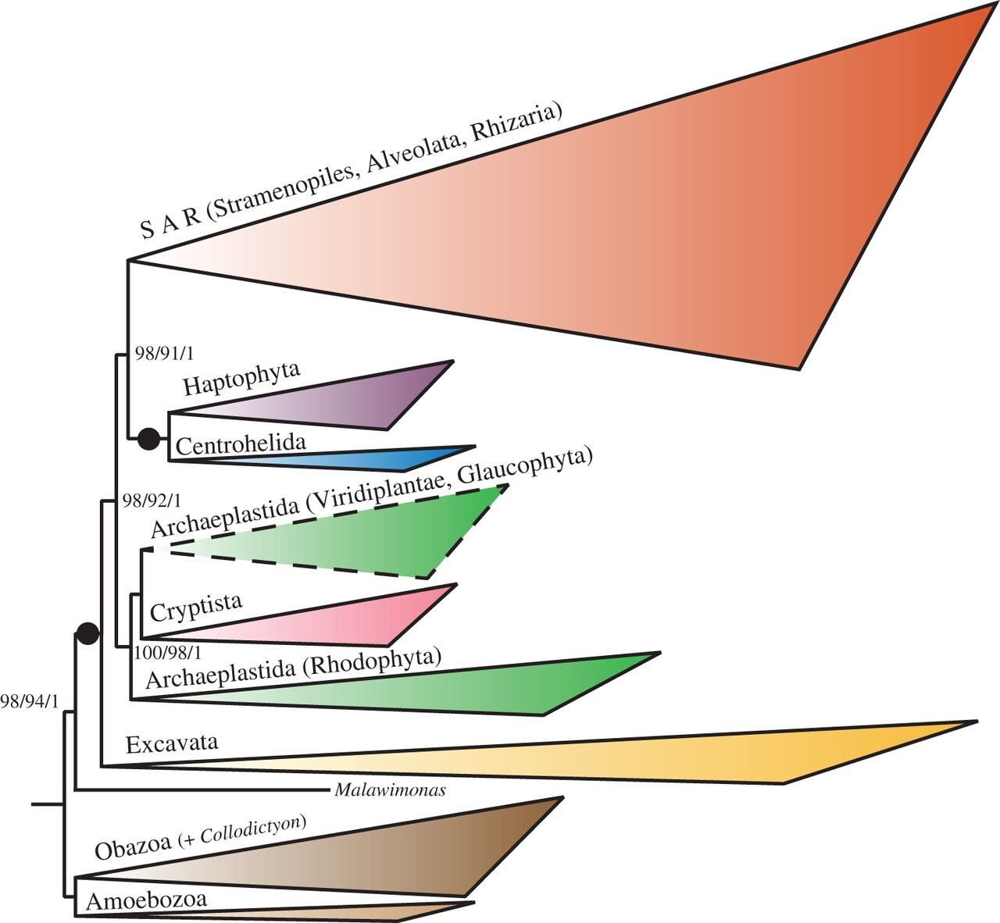 S A R (Stramenopiles, Alveolata, Rhizaria)
98/91/1
Haptophyta
Centrohelida
98/92/1
Archaeplastida (Viridiplantae, Glaucophyta)
Cryptista
100/98/1
Archaeplastida (Rhodophyta)
98/94/1
Excavata
Malawimonas
Obazoa (+ Collodictyon)
Amoebozoa